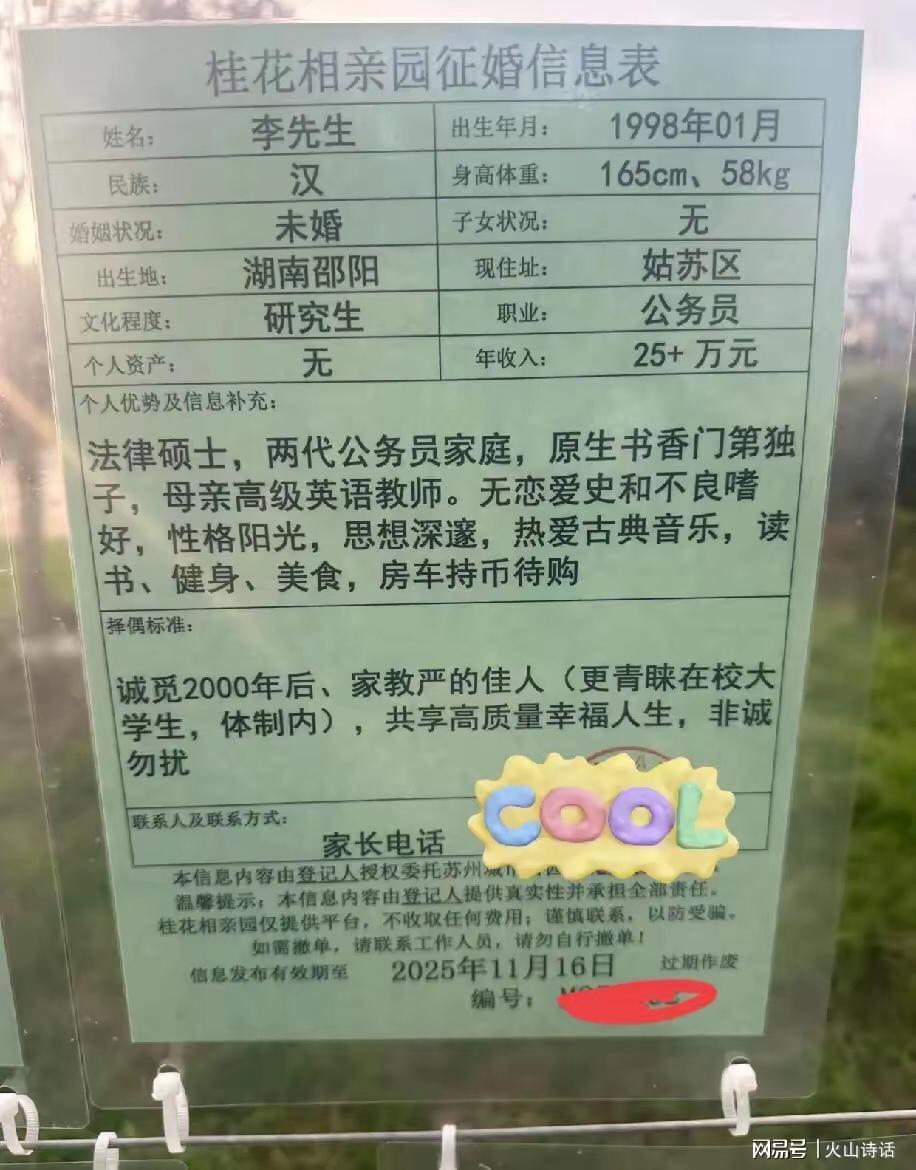 桂花相亲园征婚信息表
姓名： 李先生 出生年月： 1998年01月
民族： 汉 身高体重： 165cm、58kg
婚姻状况： 未婚 子女状况： 无
出生地： 湖南邵阳 现住址： 姑苏区
文化程度： 研究生 职业： 公务员
个人资产： 无 年收入： 25+ 万元
个人优势及信息补充：
法律硕士，两代公务员家庭，原生书香门第独
子，母亲高级英语教师。无恋爱史和不良嗜
好，性格阳光，思想深邃，热爱古典音乐，读
书、健身、美食，房车持币待购
择偶标准：
诚觅2000年后、家教严的佳人（更青睐在校大
学生，体制内），共享高质量幸福人生，非诚
勿扰
COOL
联系人及联系方式：
家长电话
本信息内容由登记人授权委托苏州城
温馨提示：本信息内容由登记人提供真实性并承担全部责任。
桂花相亲园仅提供平台，不收取任何费用；谨慎联系，以防受骗。
如需撤单，请联系工作人员，请勿自行撤单！
信息发布有效期至 2025年11月16日 过期作废
编号：
网易号 | 火山诗话